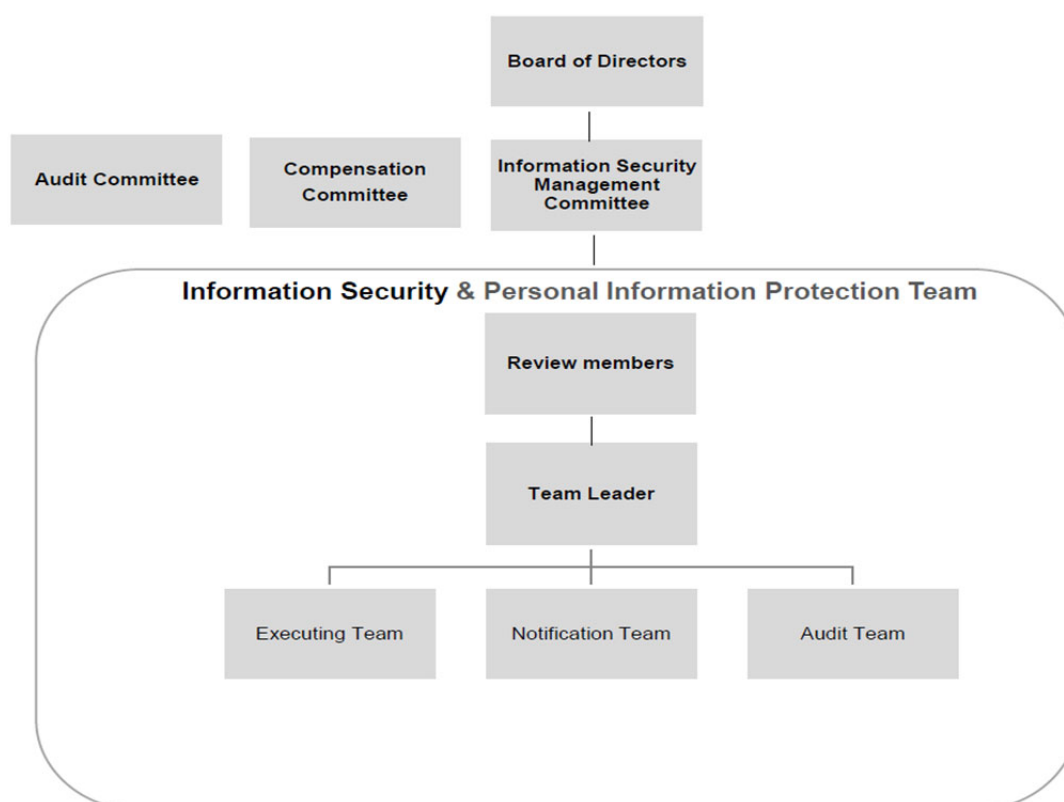 Board of Directors
Audit Committee
Compensation
Committee
Information Security
Management
Committee
Information Security & Personal Information Protection Team
Review members
Team Leader
Executing Team
Notification Team
Audit Team